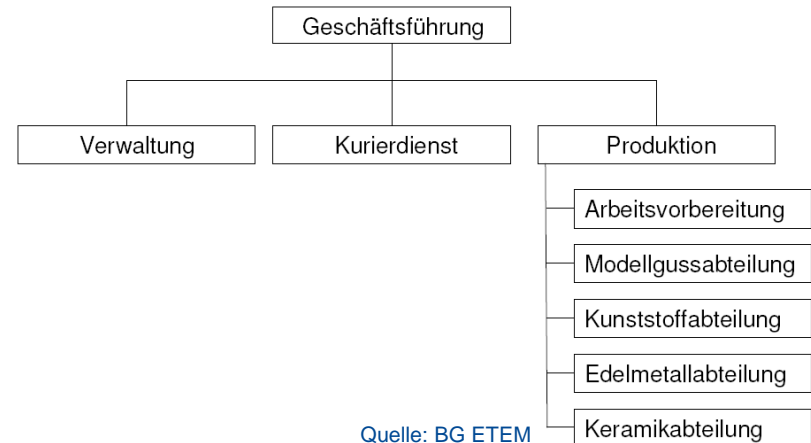 Geschäftsführung
Verwaltung
Kurierdienst
Produktion
Arbeitsvorbereitung
Modellgussabteilung
Kunststoffabteilung
Edelmetallabteilung
Keramikabteilung
Quelle: BG ETEM